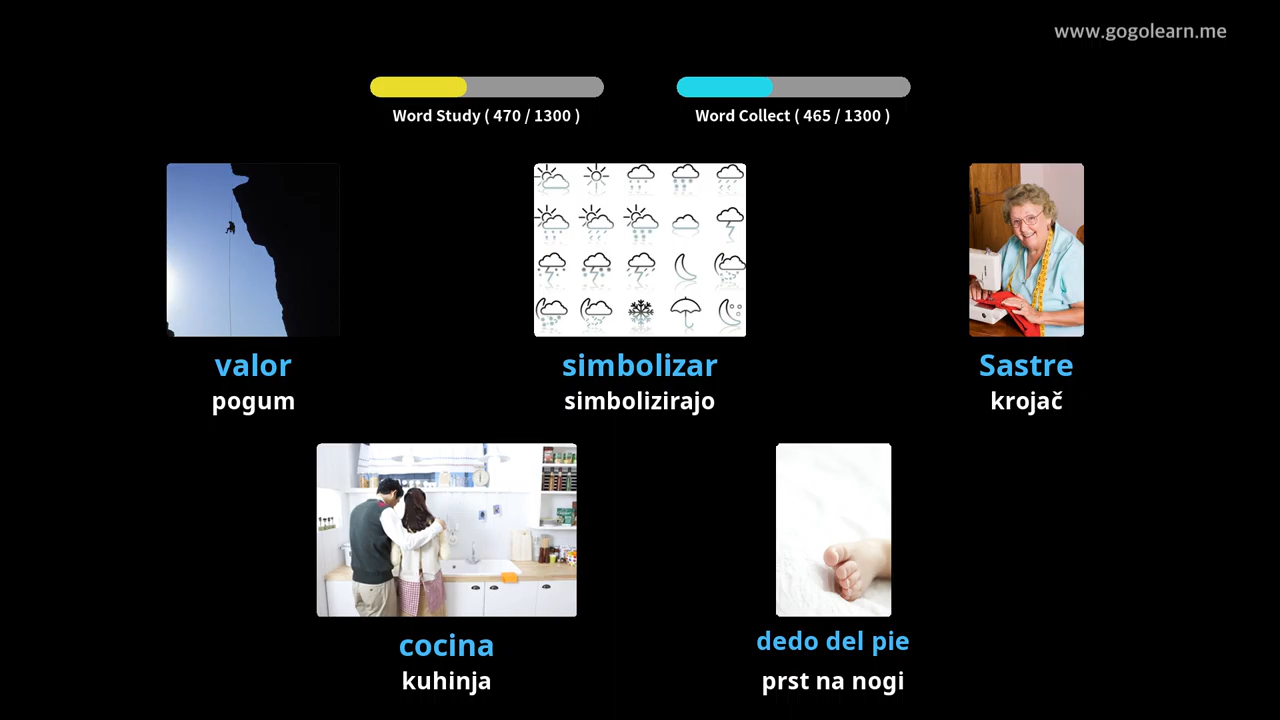 www.gogolearn.me
Word Study ( 470 / 1300 )
Word Collect ( 465 / 1300 )
valor
pogum
simbolizar
simbolizirajo
Sastre
krojač
cocina
kuhinja
dedo del pie
prst na nogi